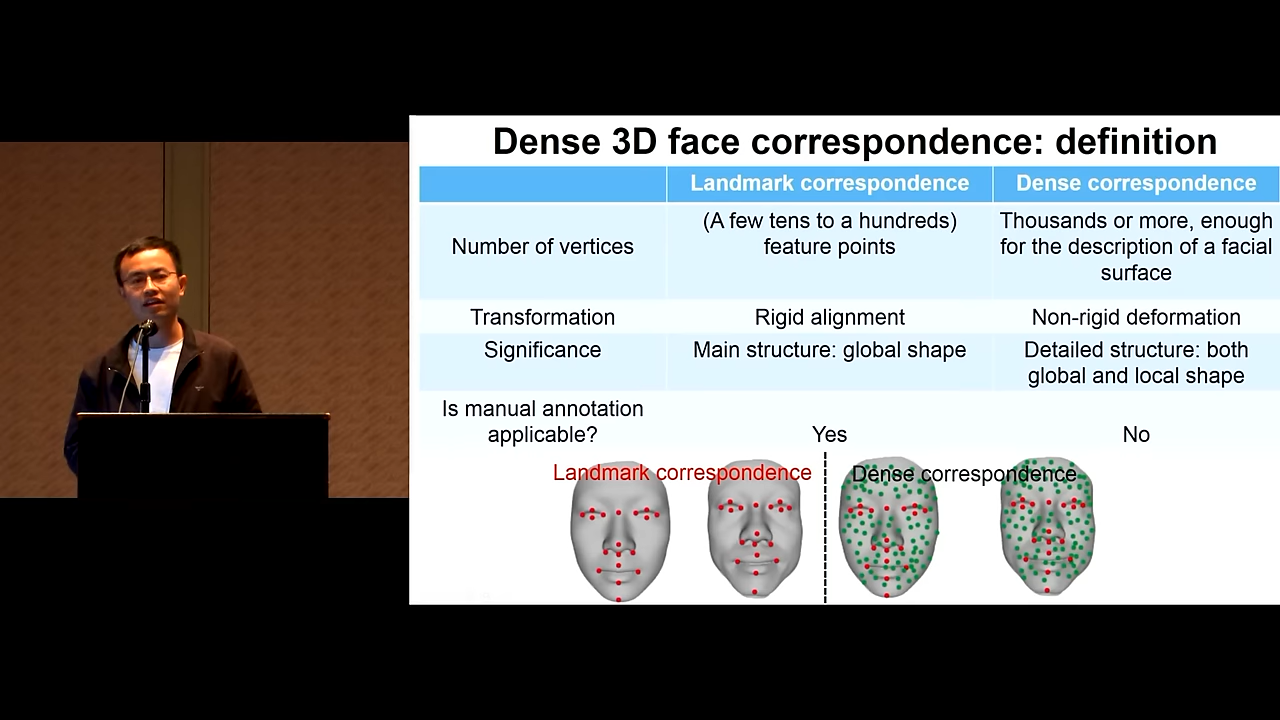 Dense 3D face correspondence: definition
Landmark correspondence
Dense correspondence
Number of vertices
(A few tens to a hundreds)
feature points
Thousands or more, enough
for the description of a facial
surface
Transformation
Rigid alignment
Non-rigid deformation
Significance
Main structure: global shape
Detailed structure: both
global and local shape
Is manual annotation
applicable?
Yes
No
Landmark correspondence
Dense correspondence